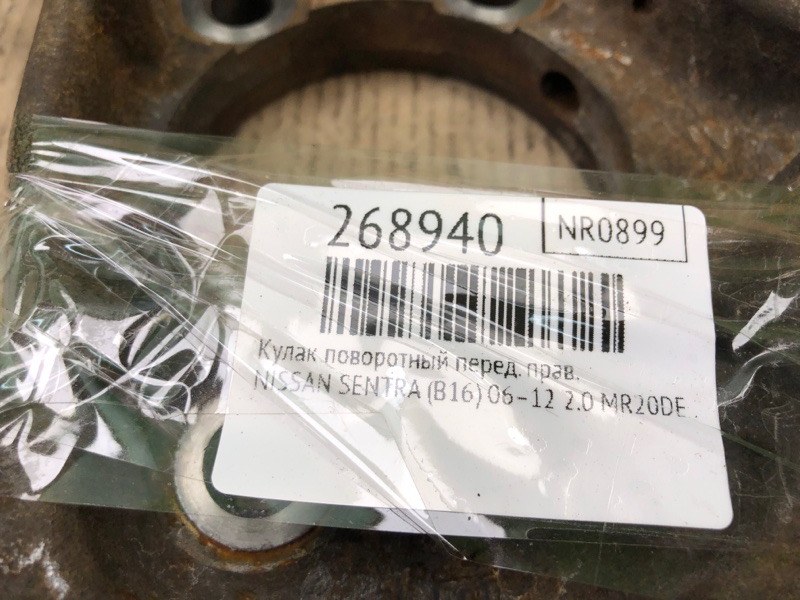 268940
NR0899
Кулак поворотный перед. прав.
NISSAN SENTRA (B16) 06-12 2.0 MR20DE